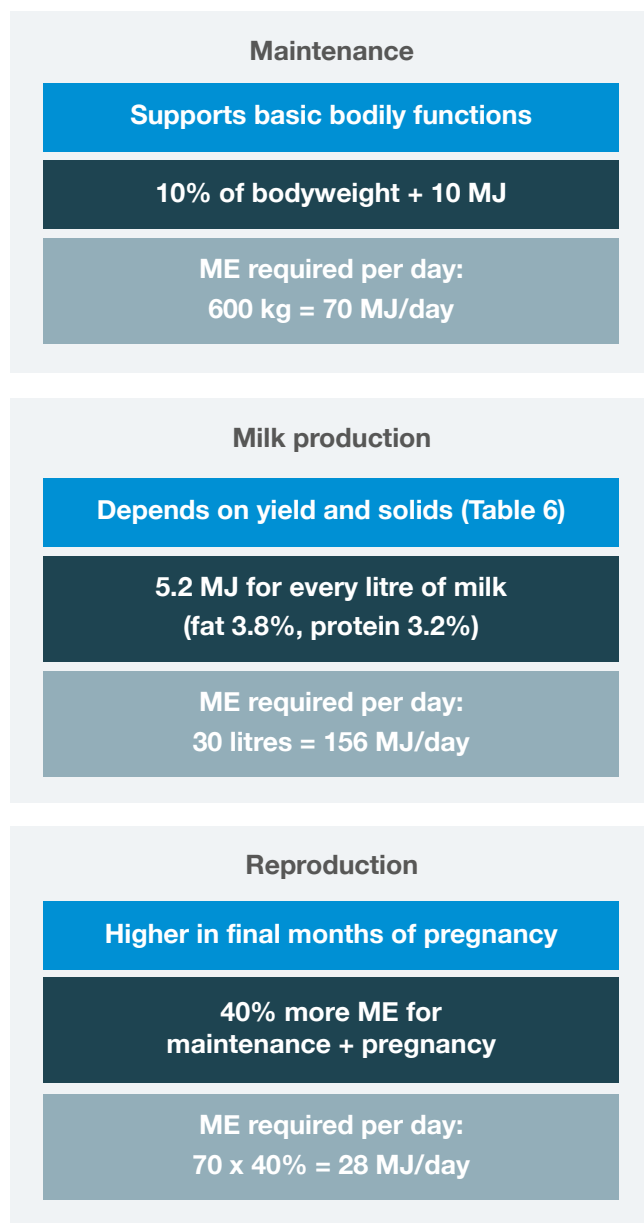 Maintenance
Supports basic bodily functions
10% of bodyweight + 10 MJ
ME required per day:
600 kg = 70 MJ/day
Milk production
Depends on yield and solids (Table 6)
5.2 MJ for every litre of milk
(fat 3.8%, protein 3.2%)
ME required per day:
30 litres = 156 MJ/day
Reproduction
Higher in final months of pregnancy
40% more ME for
maintenance + pregnancy
ME required per day:
70 x 40% = 28 MJ/day